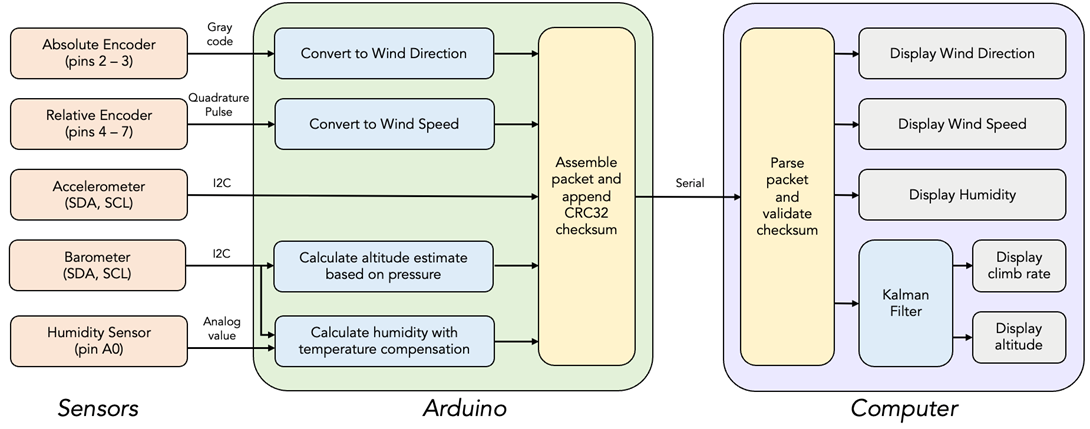 Absolute Encoder
(pins 2 – 3)
Gray
code
Convert to Wind Direction
Relative Encoder
(pins 4 – 7)
Quadrature
Pulse
Convert to Wind Speed
Accelerometer
(SDA, SCL)
I2C
Barometer
(SDA, SCL)
I2C
Calculate altitude estimate
based on pressure
Humidity Sensor
(pin A0)
Analog
value
Calculate humidity with
temperature compensation
Assemble
packet and
append
CRC32
checksum
Serial
Parse
packet
and
validate
checksum
Display Wind Direction
Display Wind Speed
Display Humidity
Kalman
Filter
Display
climb rate
Display
altitude
Sensors
Arduino
Computer